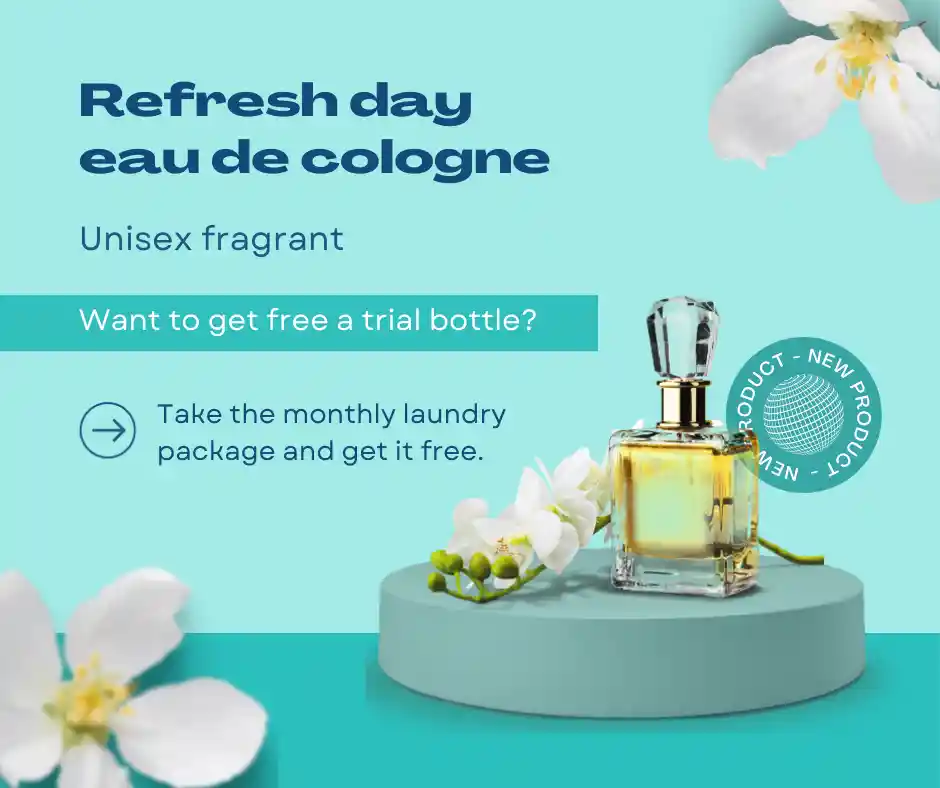 Refresh day
eau de cologne
Unisex fragrant
Want to get free a trial bottle?
Take the monthly laundry
package and get it free.
NEW PRODUCT - NEW PRODUCT -